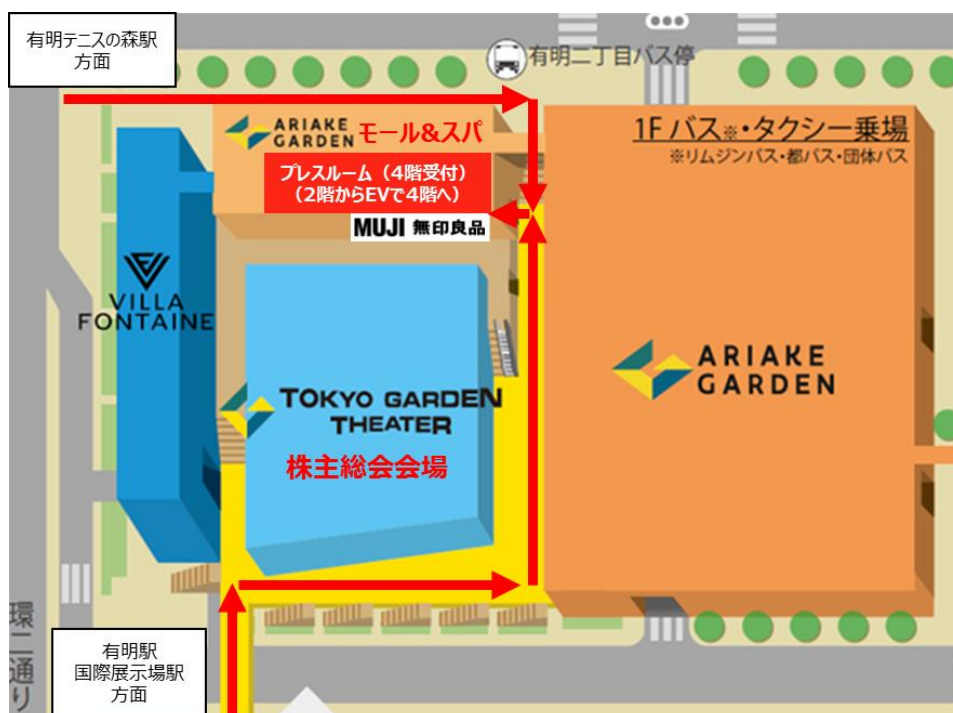 有明テニスの森駅
方面
有明二丁目バス停
ARIAKE
GARDEN モール&スパ
プレスルーム（4階受付）
（2階からEVで4階へ）
MUJI 無印良品
1F バス※・タクシー乗場
※リムジンバス・都バス・団体バス
VILLA
FONTAINE
ARIAKE
GARDEN
TOKYO GARDEN
THEATER
株主総会会場
環二通り
有明駅
国際展示場駅
方面